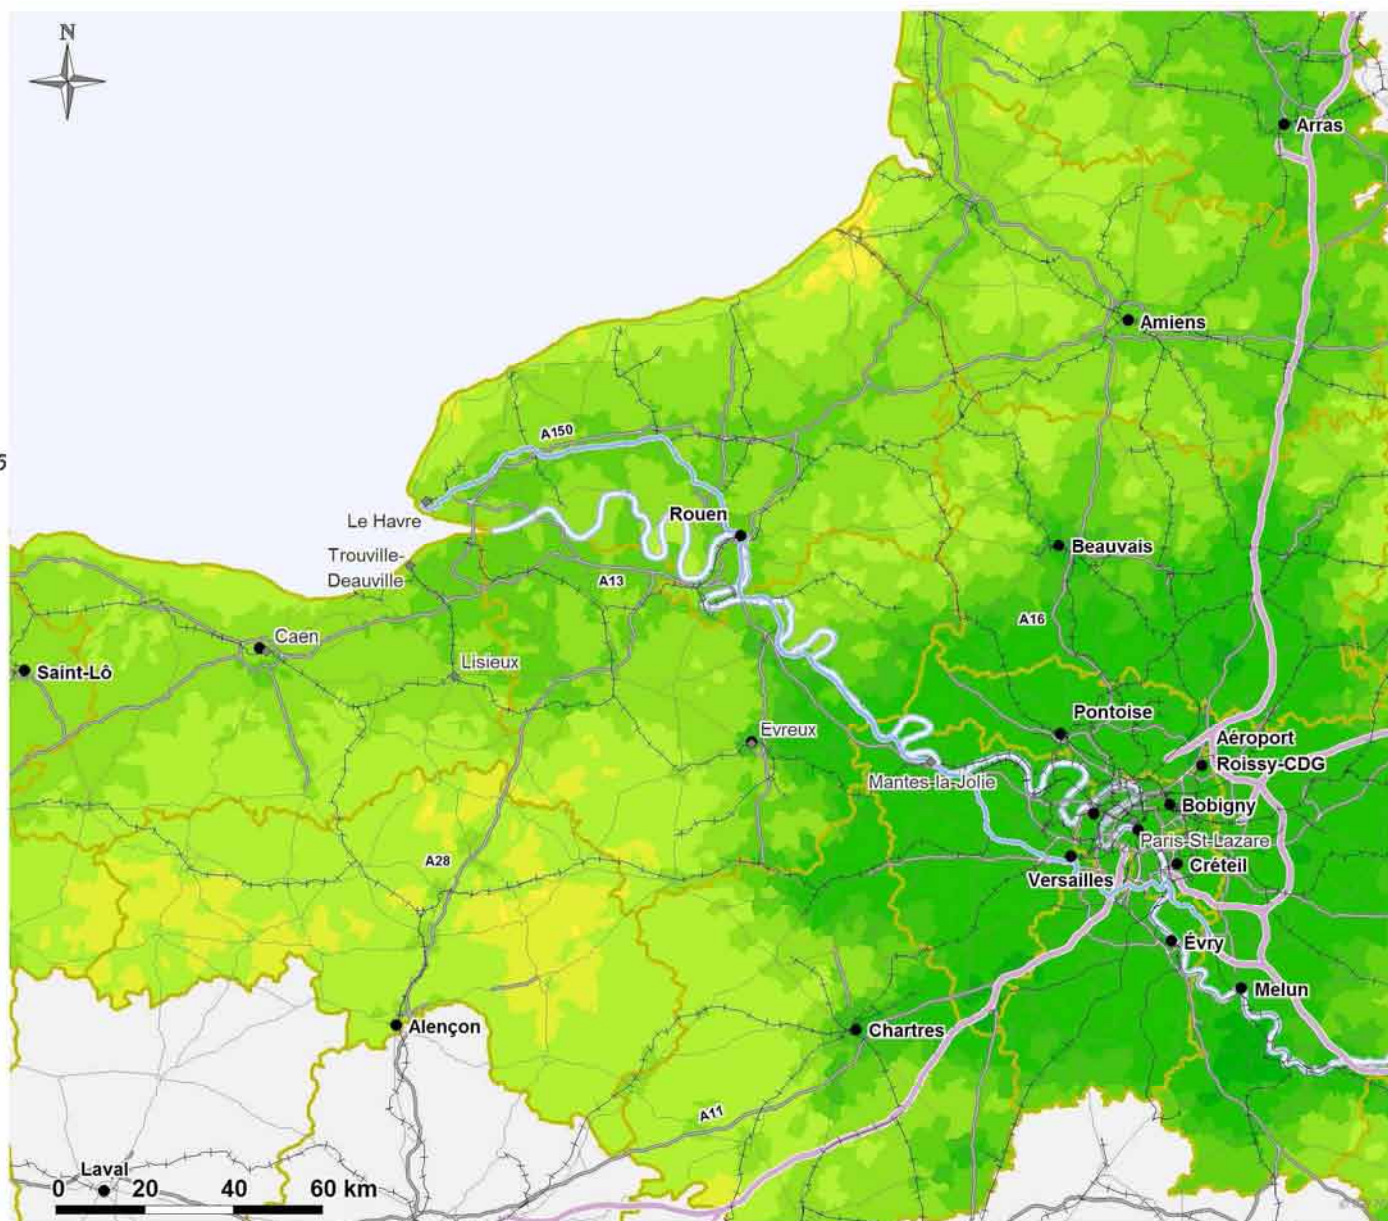 N
Arras
Amiens
A150
6
Le Havre
Rouen
Trouville-
Deauville
A13
Beauvais
A16
Caen
Saint-Lô
Lisieux
Pontoise
Evreux
Aéroport
Roissy-CDG
Mantes-la-Jolie
Bobigny
Paris-St-Lazare
A28
Créteil
Versailles
Évry
Melun
Alençon
Chartres
A11
Laval
0 20 40 60 km